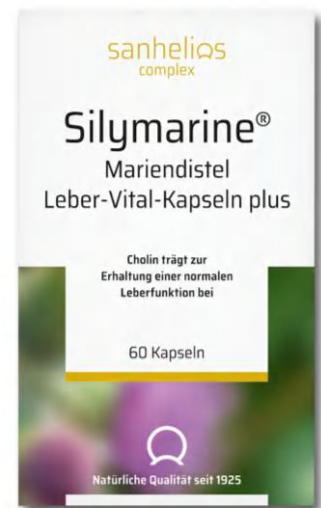 sanhelios
complex
Silymarine®
Mariendistel
Leber-Vital-Kapseln plus
Cholin trägt zur
Erhaltung einer normalen
Leberfunktion bei
60 Kapseln
Natürliche Qualität seit 1925